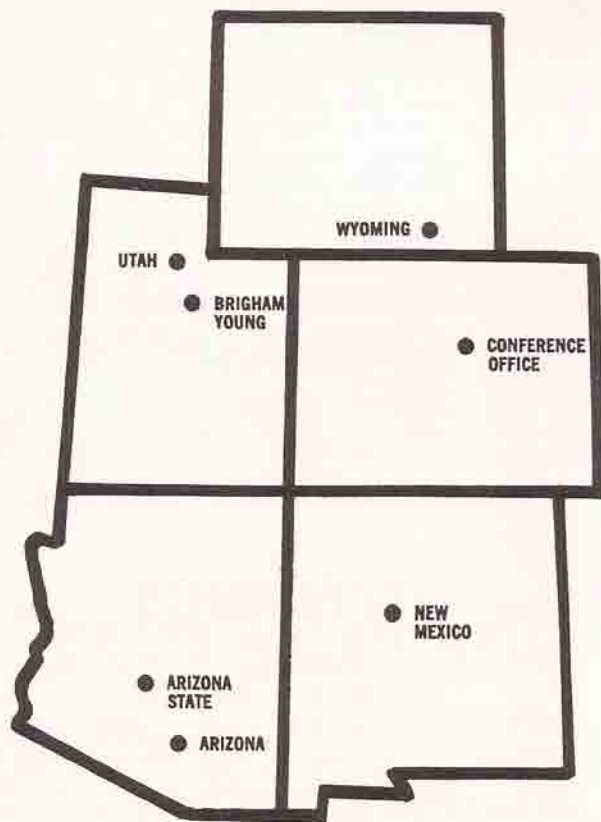 WYOMING
UTAH
BRIGHAM
YOUNG
CONFERENCE
OFFICE
NEW
MEXICO
ARIZONA
STATE
ARIZONA